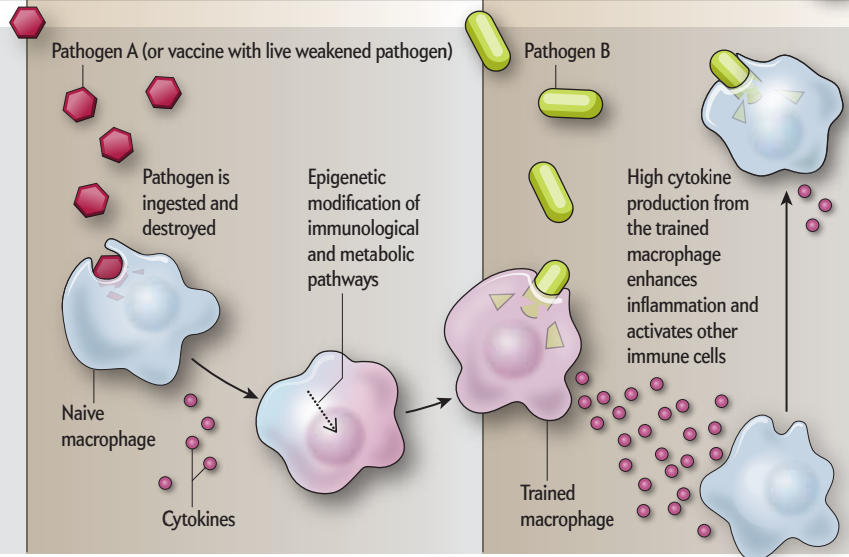 Pathogen A (or vaccine with live weakened pathogen)
Pathogen is
ingested and
destroyed
Epigenetic
modification of
immunological
and metabolic
pathways
Naive
macrophage
Cytokines
Pathogen B
High cytokine
production from
the trained
macrophage
enhances
inflammation and
activates other
immune cells
Trained
macrophage